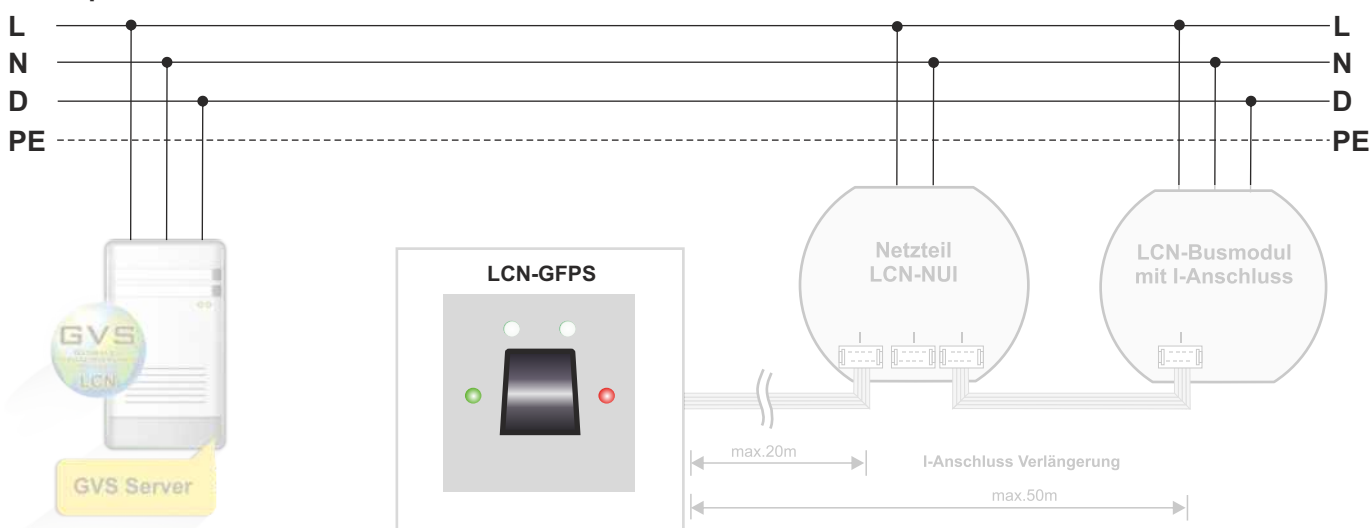 L
L
N
N
D
D
PE
PE
Netzteil
LCN-NUI
LCN-Busmodul
mit I-Anschluss
LCN-GFPS
GVS
LCN
I
I
I
I
GVS Server
max.20m
I-Anschluss Verlängerung
max.50m